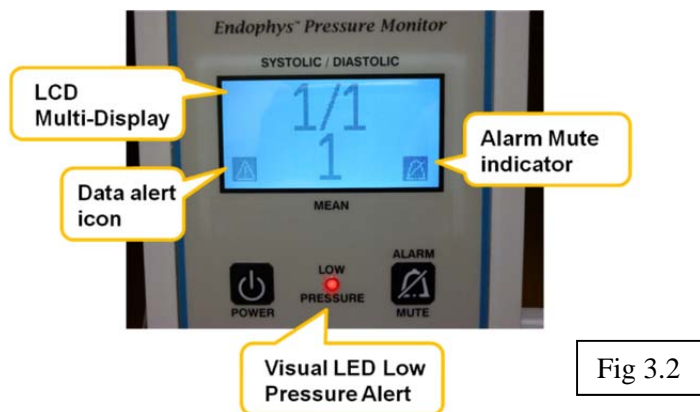 Endophys™ Pressure Monitor
SYSTOLIC / DIASTOLIC
LCD
Multi-Display
1/1
1
Alarm Mute
indicator
Data alert
icon
MEAN
ALARM
LOW
PRESSURE
POWER
MUTE
Visual LED Low
Pressure Alert
Fig 3.2